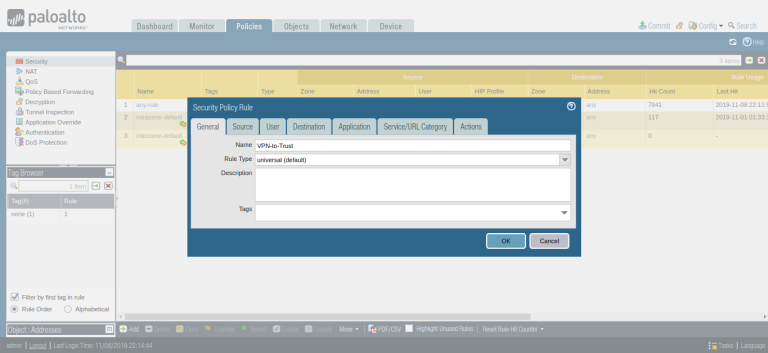 paloalto
NETWORKS
Dashboard Monitor Policies Objects Network Device
Commit Config Search
Help
Security
NAT
QoS
Policy Based Forwarding
Decryption
Tunnel Inspection
Application Override
Authentication
DoS Protection
3 items
Source Destination Rule Usage
Name Tags Type Zone Address User HIP Profile Zone Address Hit Count Last Hit
1 any-rule any 7941 2019-11-08 22:11:
2 intrazone-default any 117 2019-11-01 01:33:
3 interzone-default any 0 -
Security Policy Rule
General Source User Destination Application Service/URL Category Actions
Name VPN-to-Trust
Rule Type universal (default)
Description
Tags
OK Cancel
Tag Browser
1 item
Tag(#) Rule
none (1) 1
Filter by first tag in rule
Rule Order Alphabetical
Object : Addresses
Add Delete Clone Override Revert Enable Disable Move PDF/CSV Highlight Unused Rules Reset Rule Hit Counter
admin | Logout | Last Login Time: 11/08/2019 22:14:44
Tasks | Language